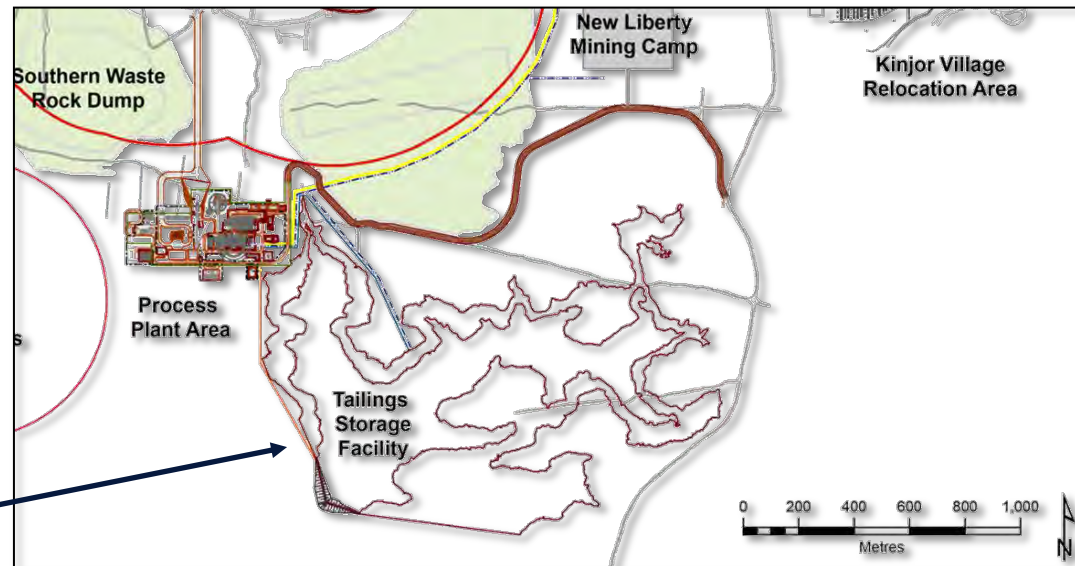 New Liberty
Mining Camp
Kinjor Village
Relocation Area
Southern Waste
Rock Dump
Process
Plant Area
s
Tailings
Storage
Facility
0 200 400 600 800 1,000
Metres
N